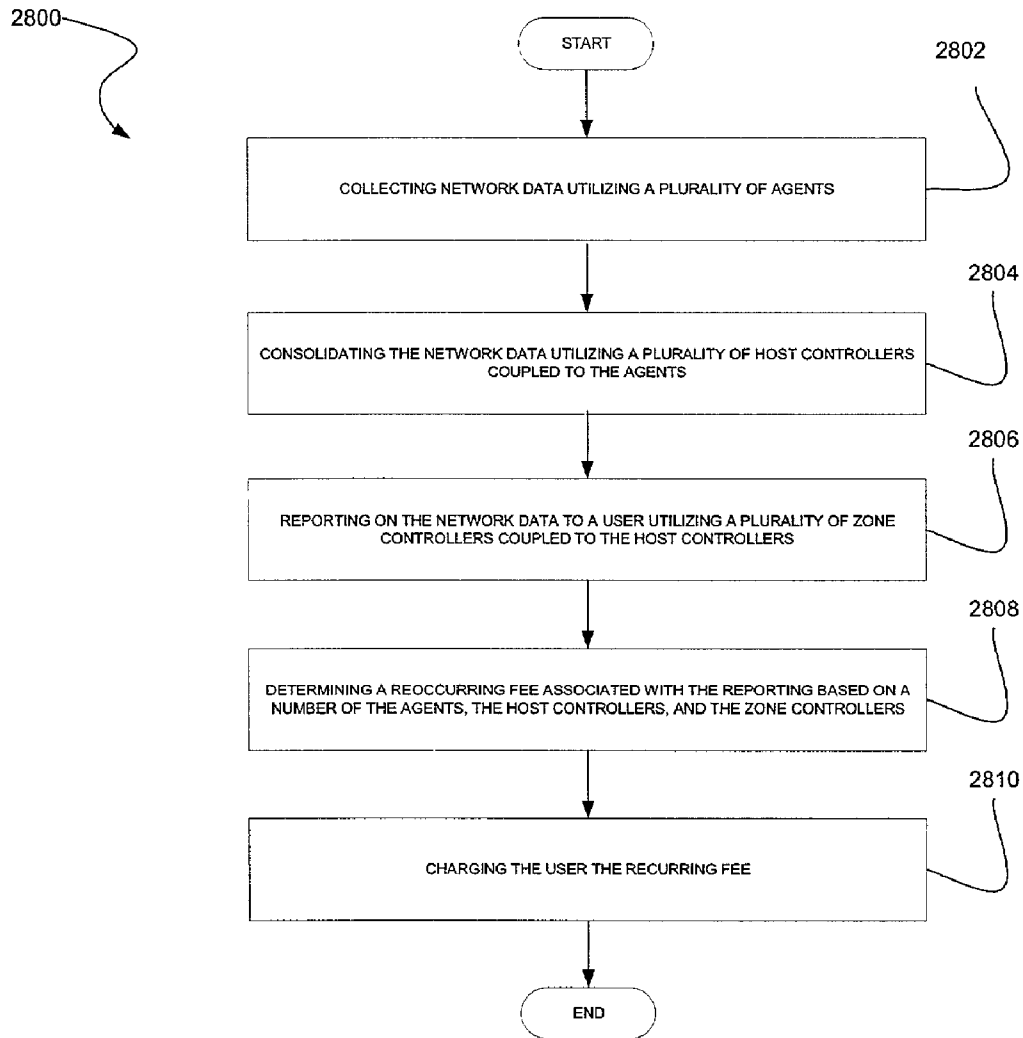 2800
START
2802
COLLECTING NETWORK DATA UTILIZING A PLURALITY OF AGENTS
2804
CONSOLIDATING THE NETWORK DATA UTILIZING A PLURALITY OF HOST CONTROLLERS
COUPLED TO THE AGENTS
2806
REPORTING ON THE NETWORK DATA TO A USER UTILIZING A PLURALITY OF ZONE
CONTROLLERS COUPLED TO THE HOST CONTROLLERS
2808
DETERMINING A REOCCURRING FEE ASSOCIATED WITH THE REPORTING BASED ON A
NUMBER OF THE AGENTS, THE HOST CONTROLLERS, AND THE ZONE CONTROLLERS
2810
CHARGING THE USER THE RECURRING FEE
END